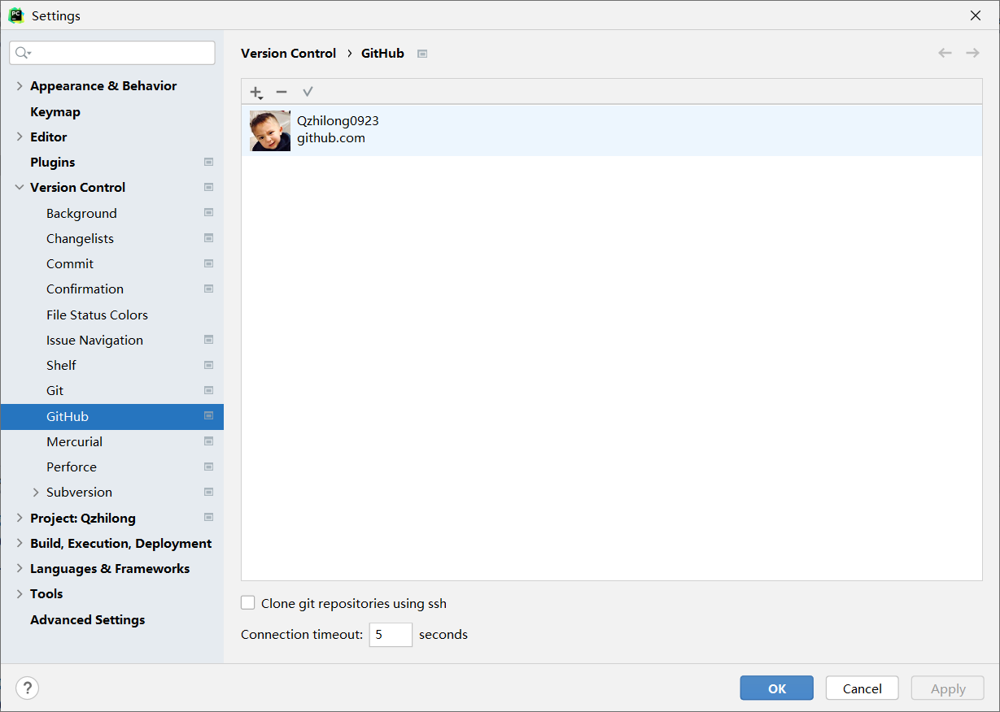 PC
Settings
Appearance & Behavior
Keymap
Editor
Plugins
Version Control
Background
Changelists
Commit
Confirmation
File Status Colors
Issue Navigation
Shelf
Git
GitHub
Mercurial
Perforce
Subversion
Project: Qzhilong
Build, Execution, Deployment
Languages & Frameworks
Tools
Advanced Settings
Version Control › GitHub
Qzhilong0923
github.com
Clone git repositories using ssh
Connection timeout: 5 seconds
?
OK
Cancel
Apply